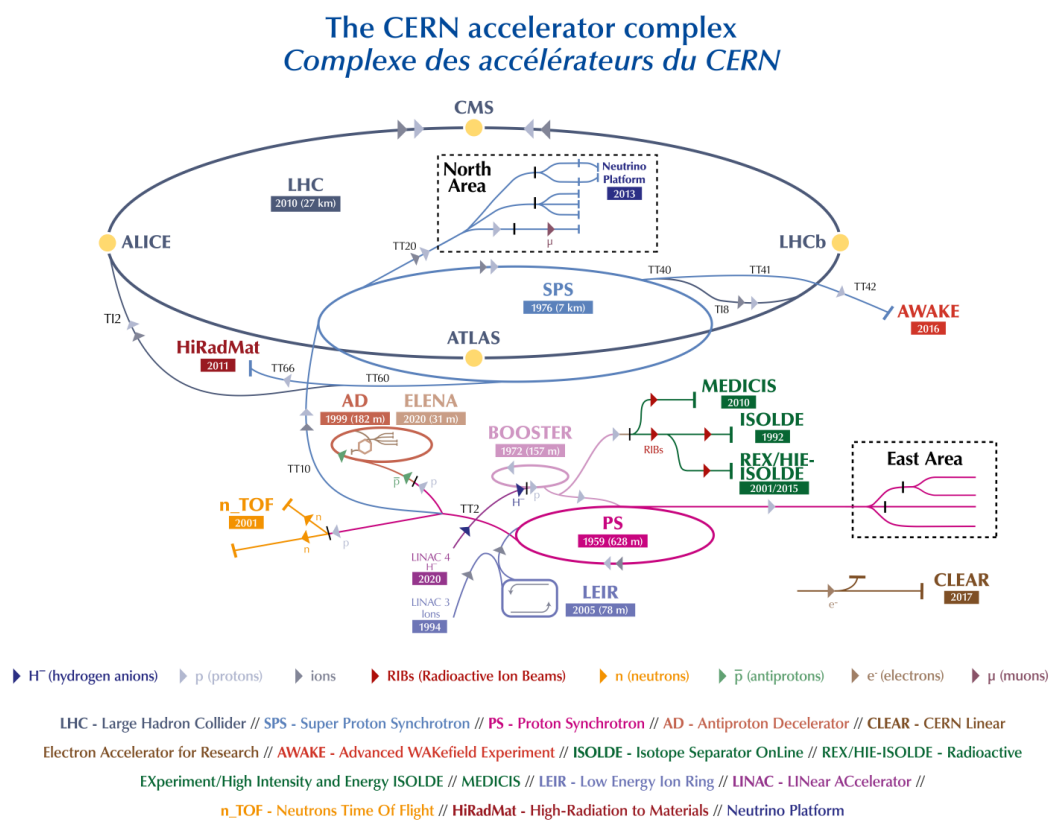 The CERN accelerator complex
Complexe des accélérateurs du CERN
CMS
North
Area
Neutrino
Platform
2013
LHC
2010 (27 km)
µ
ALICE
LHCb
TT20
TT40
TT41
TT42
SPS
1976 (7 km)
TI8
AWAKE
2016
TI2
ATLAS
HiRadMat
2011
TT66
TT60
MEDICIS
2010
AD
1999 (182 m)
ELENA
2020 (31 m)
ISOLDE
1992
BOOSTER
1972 (157 m)
RIBs
REX/HIE-
ISOLDE
2001/2015
East Area
TT10
p̅
p
H⁻
p
n_TOF
2001
n
n
p
TT2
PS
1959 (628 m)
LINAC 4
H⁻
2020
LINAC 3
Ions
1994
LEIR
2005 (78 m)
CLEAR
2017
e⁻
H⁻ (hydrogen anions)
p (protons)
ions
RIBs (Radioactive Ion Beams)
n (neutrons)
p̅ (antiprotons)
e⁻ (electrons)
µ (muons)
LHC - Large Hadron Collider // SPS - Super Proton Synchrotron // PS - Proton Synchrotron // AD - Antiproton Decelerator // CLEAR - CERN Linear
Electron Accelerator for Research // AWAKE - Advanced WAKefield Experiment // ISOLDE - Isotope Separator OnLine // REX/HIE-ISOLDE - Radioactive
EXperiment/High Intensity and Energy ISOLDE // MEDICIS // LEIR - Low Energy Ion Ring // LINAC - LINear ACcelerator //
n_TOF - Neutrons Time Of Flight // HiRadMat - High-Radiation to Materials // Neutrino Platform